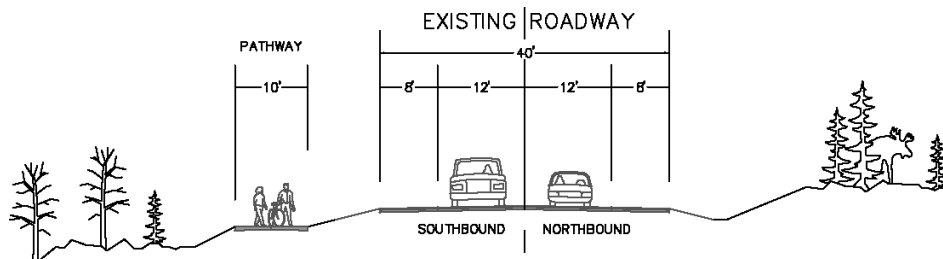 EXISTING ROADWAY
PATHWAY
40'
10'
8' 12' 12' 8'
SOUTHBOUND NORTHBOUND